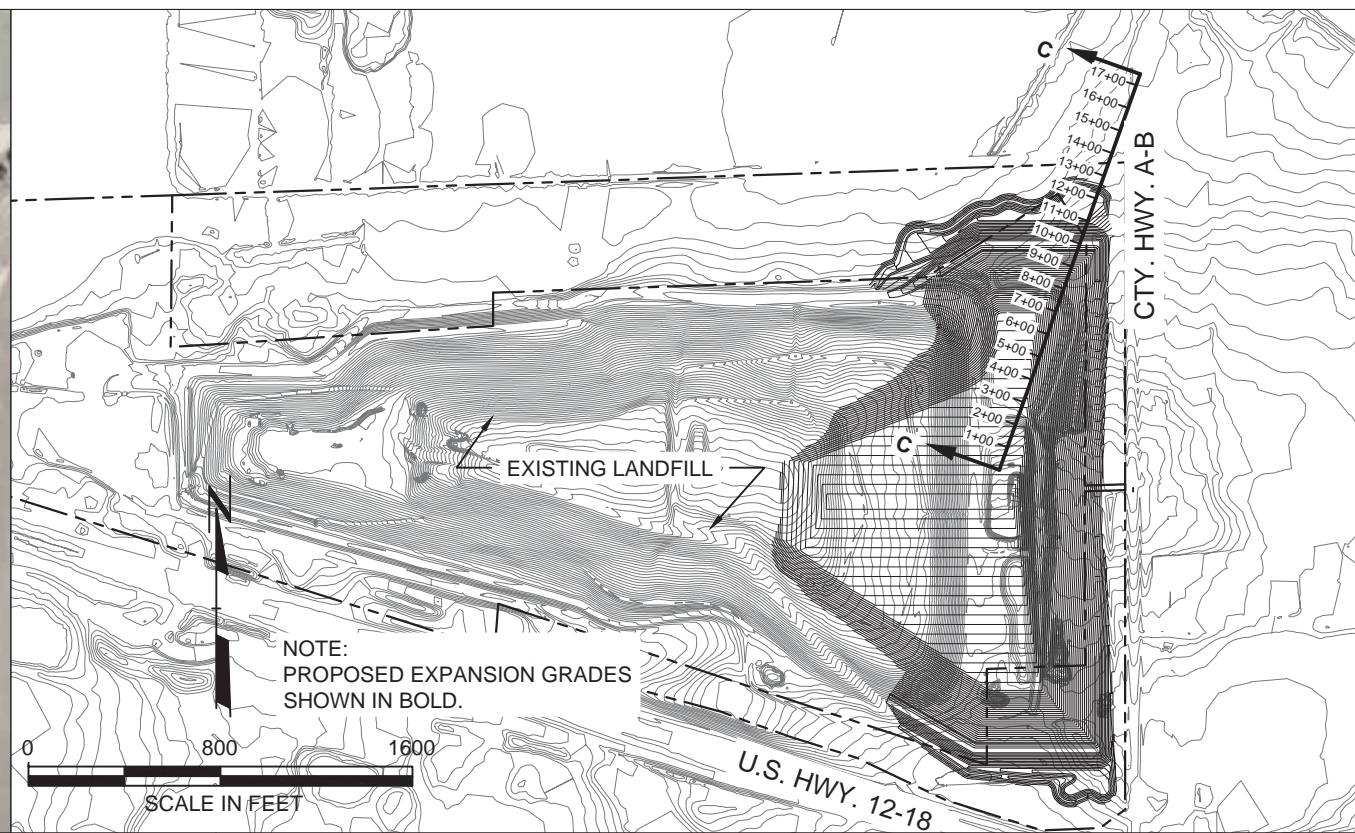 C
17+00
16+00
15+00
14+00
13+00
12+00
11+00
10+00
9+00
8+00
7+00
6+00
5+00
4+00
3+00
2+00
1+00
C
CTY. HWY. A-B
EXISTING LANDFILL
N
NOTE:
PROPOSED EXPANSION GRADES
SHOWN IN BOLD.
0 800 1600
SCALE IN FEET
U.S. HWY. 12-18